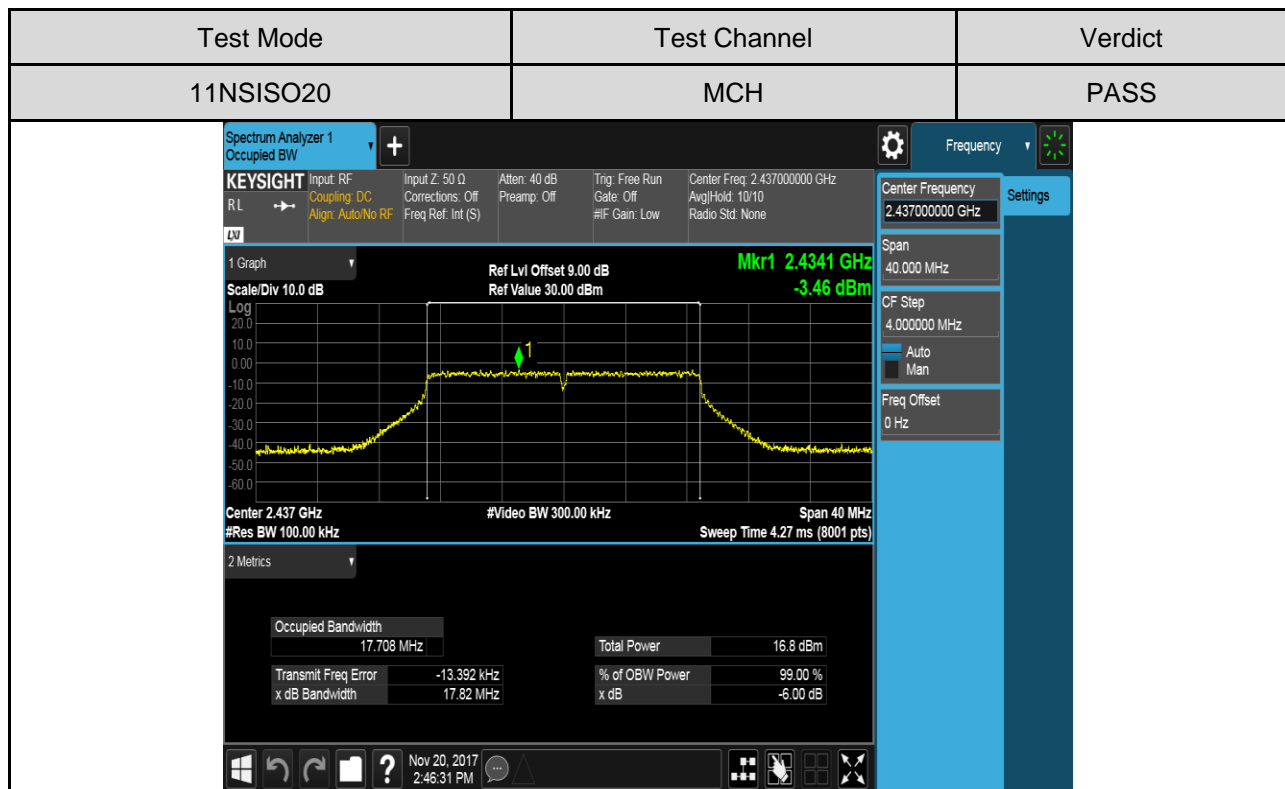 Test Mode Test Channel Verdict
11NSISO20 MCH PASS
Spectrum Analyzer 1
Occupied BW
+
Frequency
KEYSIGHT Input: RF Input Z: 50 Ω Atten: 40 dB Trig: Free Run Center Freq: 2.437000000 GHz
RL Coupling: DC Corrections: Off Preamp: Off Gate: Off Avg|Hold: 10/10
Align: Auto/No RF Freq Ref: Int (S) #IF Gain: Low Radio Std: None
LXI
Center Frequency
2.437000000 GHz
Settings
Span
40.000 MHz
CF Step
4.000000 MHz
Auto
Man
Freq Offset
0 Hz
1 Graph
Ref Lvl Offset 9.00 dB Mkr1 2.4341 GHz
Scale/Div 10.0 dB Ref Value 30.00 dBm -3.46 dBm
Log
20.0
10.0
0.00
-10.0
-20.0
-30.0
-40.0
-50.0
-60.0
1
Center 2.437 GHz #Video BW 300.00 kHz Span 40 MHz
#Res BW 100.00 kHz Sweep Time 4.27 ms (8001 pts)
2 Metrics
Occupied Bandwidth
17.708 MHz Total Power 16.8 dBm
Transmit Freq Error -13.392 kHz % of OBW Power 99.00 %
x dB Bandwidth 17.82 MHz x dB -6.00 dB
? Nov 20, 2017
2:46:31 PM